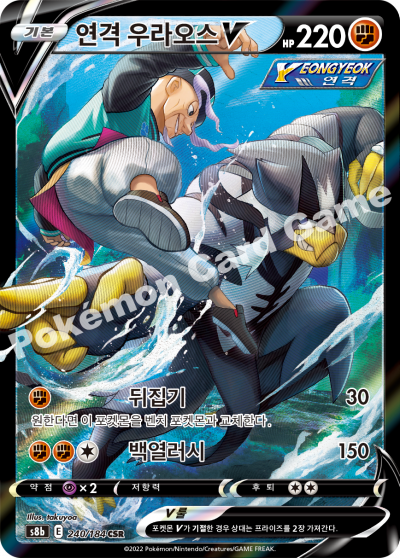 기본 연격 우라오스 V HP 220
YEONGYEOK
연격
Pokémon Card Game
뒤집기 30
원한다면 이 포켓몬을 벤치 포켓몬과 교체한다.
백열러시 150
약점 ×2 저항력 후퇴
Illus. takuyoa
V룰
s8b E 240/184 CSR
포켓몬 V가 기절한 경우 상대는 프라이즈를 2장 가져간다.
©2022 Pokémon/Nintendo/Creatures/GAME FREAK.